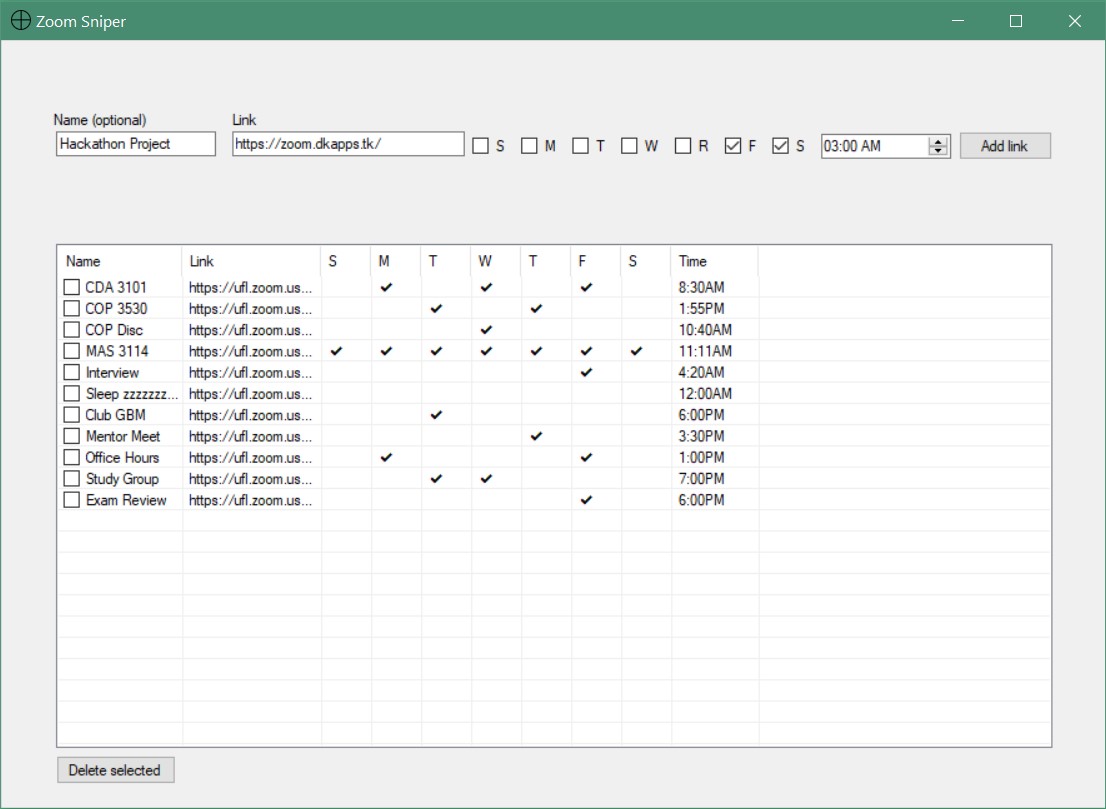 Zoom Sniper
Name (optional) Link
Hackathon Project https://zoom.dkapps.tk/ S M T W R F S 03:00 AM Add link
Name Link S M T W T F S Time
CDA 3101 https://ufl.zoom.us... ✓ ✓ ✓ 8:30AM
COP 3530 https://ufl.zoom.us... ✓ ✓ 1:55PM
COP Disc https://ufl.zoom.us... ✓ 10:40AM
MAS 3114 https://ufl.zoom.us... ✓ ✓ ✓ ✓ ✓ ✓ ✓ 11:11AM
Interview https://ufl.zoom.us... ✓ 4:20AM
Sleep zzzzzzz... https://ufl.zoom.us... 12:00AM
Club GBM https://ufl.zoom.us... ✓ 6:00PM
Mentor Meet https://ufl.zoom.us... ✓ 3:30PM
Office Hours https://ufl.zoom.us... ✓ ✓ 1:00PM
Study Group https://ufl.zoom.us... ✓ ✓ 7:00PM
Exam Review https://ufl.zoom.us... ✓ 6:00PM
Delete selected